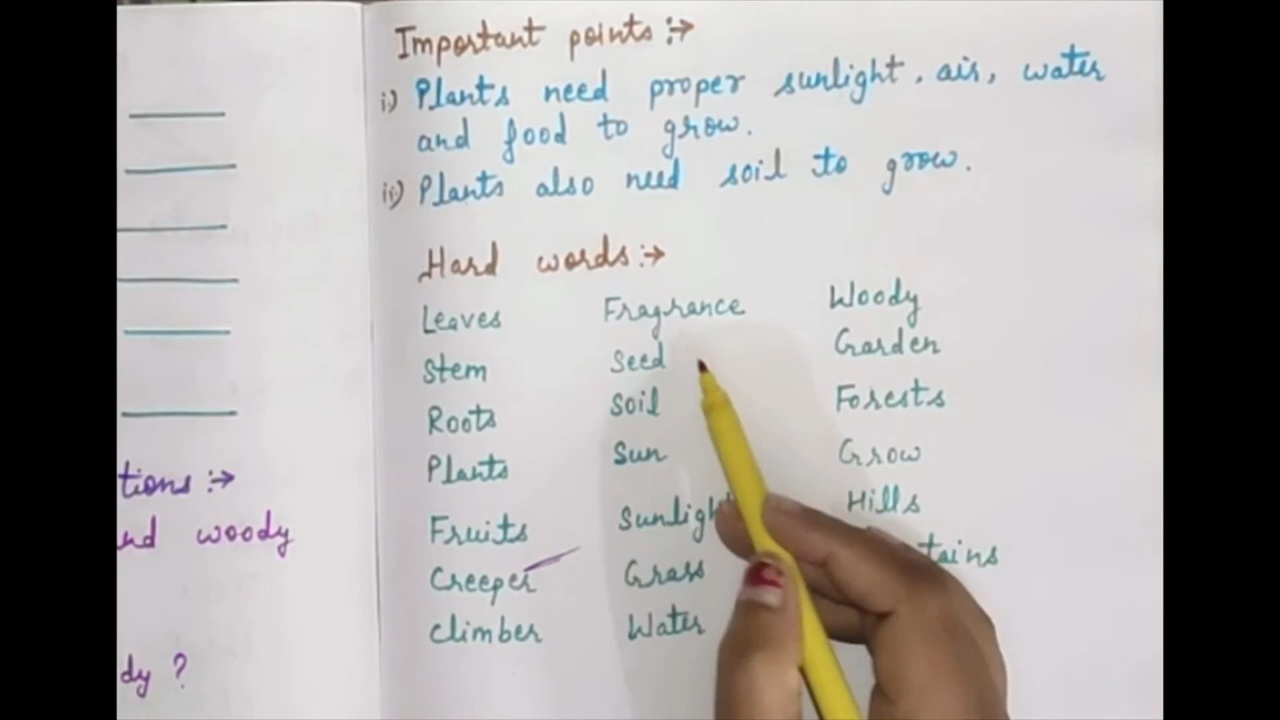 Important points :→
i) Plants need proper sunlight, air, water
and food to grow.
ii) Plants also need soil to grow.
Hard words :→
Leaves Fragrance Woody
Stem Seed Garden
Roots Soil Forests
Plants Sun Grow
Fruits Sunligh Hills
Creeper Grass tains
Climber Water
tions :→
nd woody
dy ?